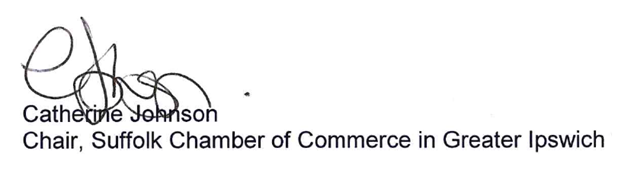 Catherine Johnson
Chair, Suffolk Chamber of Commerce in Greater Ipswich